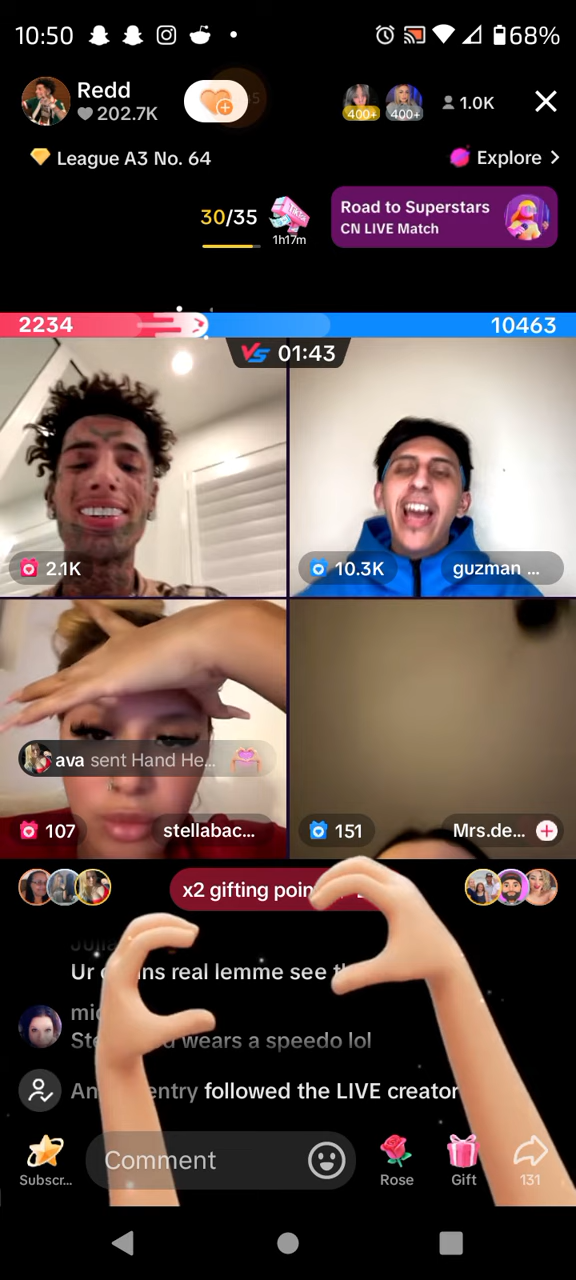 10:50
68%
Redd
202.7K
400+
400+
1.0K
League A3 No. 64
Explore >
30/35
1h17m
Road to Superstars
CN LIVE Match
2234
10463
VS 01:43
2.1K
10.3K
guzman ...
ava sent Hand He...
107
stellabac...
151
Mrs.de...
x2 gifting poin
Ur
ns real lemme see
wears a speedo lol
followed the LIVE creator
Comment
Subscr...
Rose
Gift
131